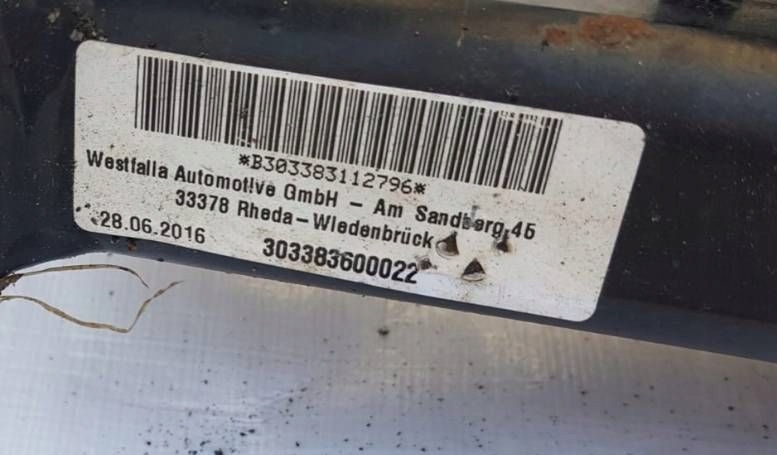 *B303383112796*
Westfalia Automotive GmbH - Am Sandberg 45
33378 Rheda-Wiedenbrück
28.06.2016
303383600022